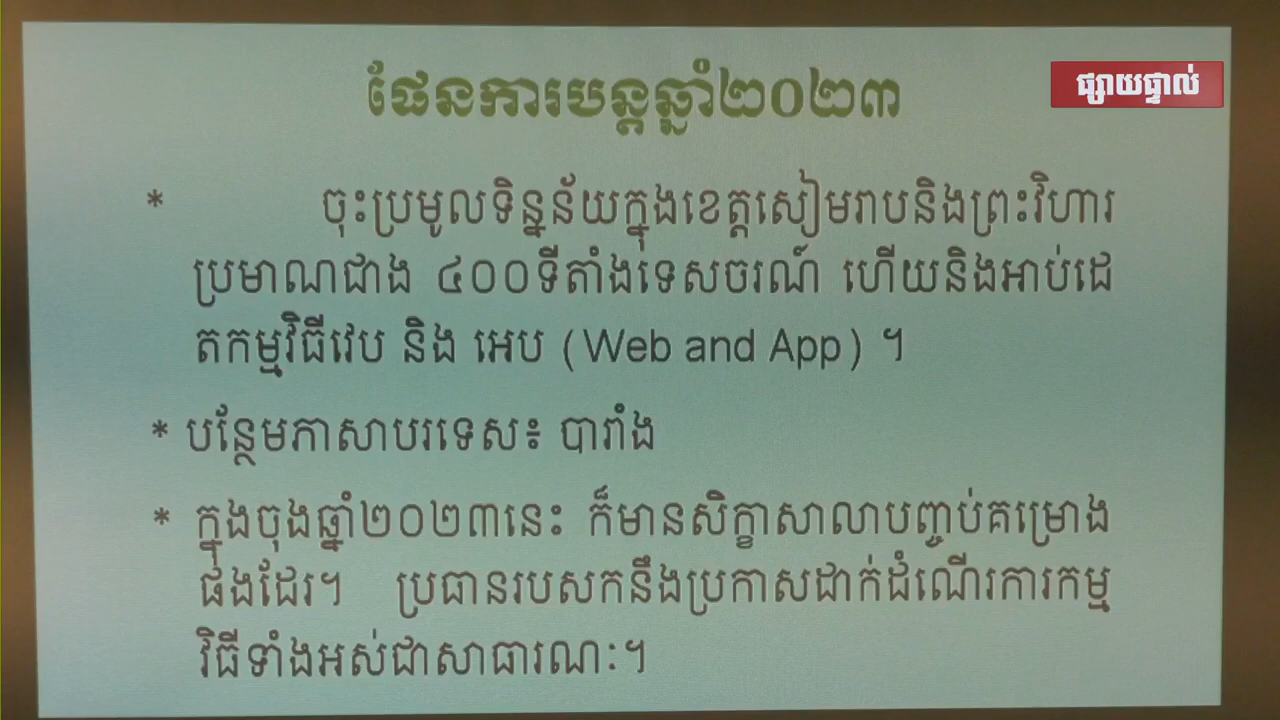 ផែនការបន្តឆ្នាំ២០២៣
ផ្សាយផ្ទាល់
* ចុះប្រមូលទិន្នន័យក្នុងខេត្តសៀមរាបនិងព្រះវិហារ
ប្រមាណជាង ៤០០ទីតាំងទេសចរណ៍ ហើយនិងអាប់ដេ
តកម្មវិធីវេប និង អេប (Web and App) ។
* បន្ថែមភាសាបរទេស៖ បារាំង
* ក្នុងចុងឆ្នាំ២០២៣នេះ ក៏មានសិក្ខាសាលាបញ្ចប់គម្រោង
ផងដែរ។ ប្រធានរបសកនឹងប្រកាសដាក់ដំណើរការកម្ម
វិធីទាំងអស់ជាសាធារណៈ។